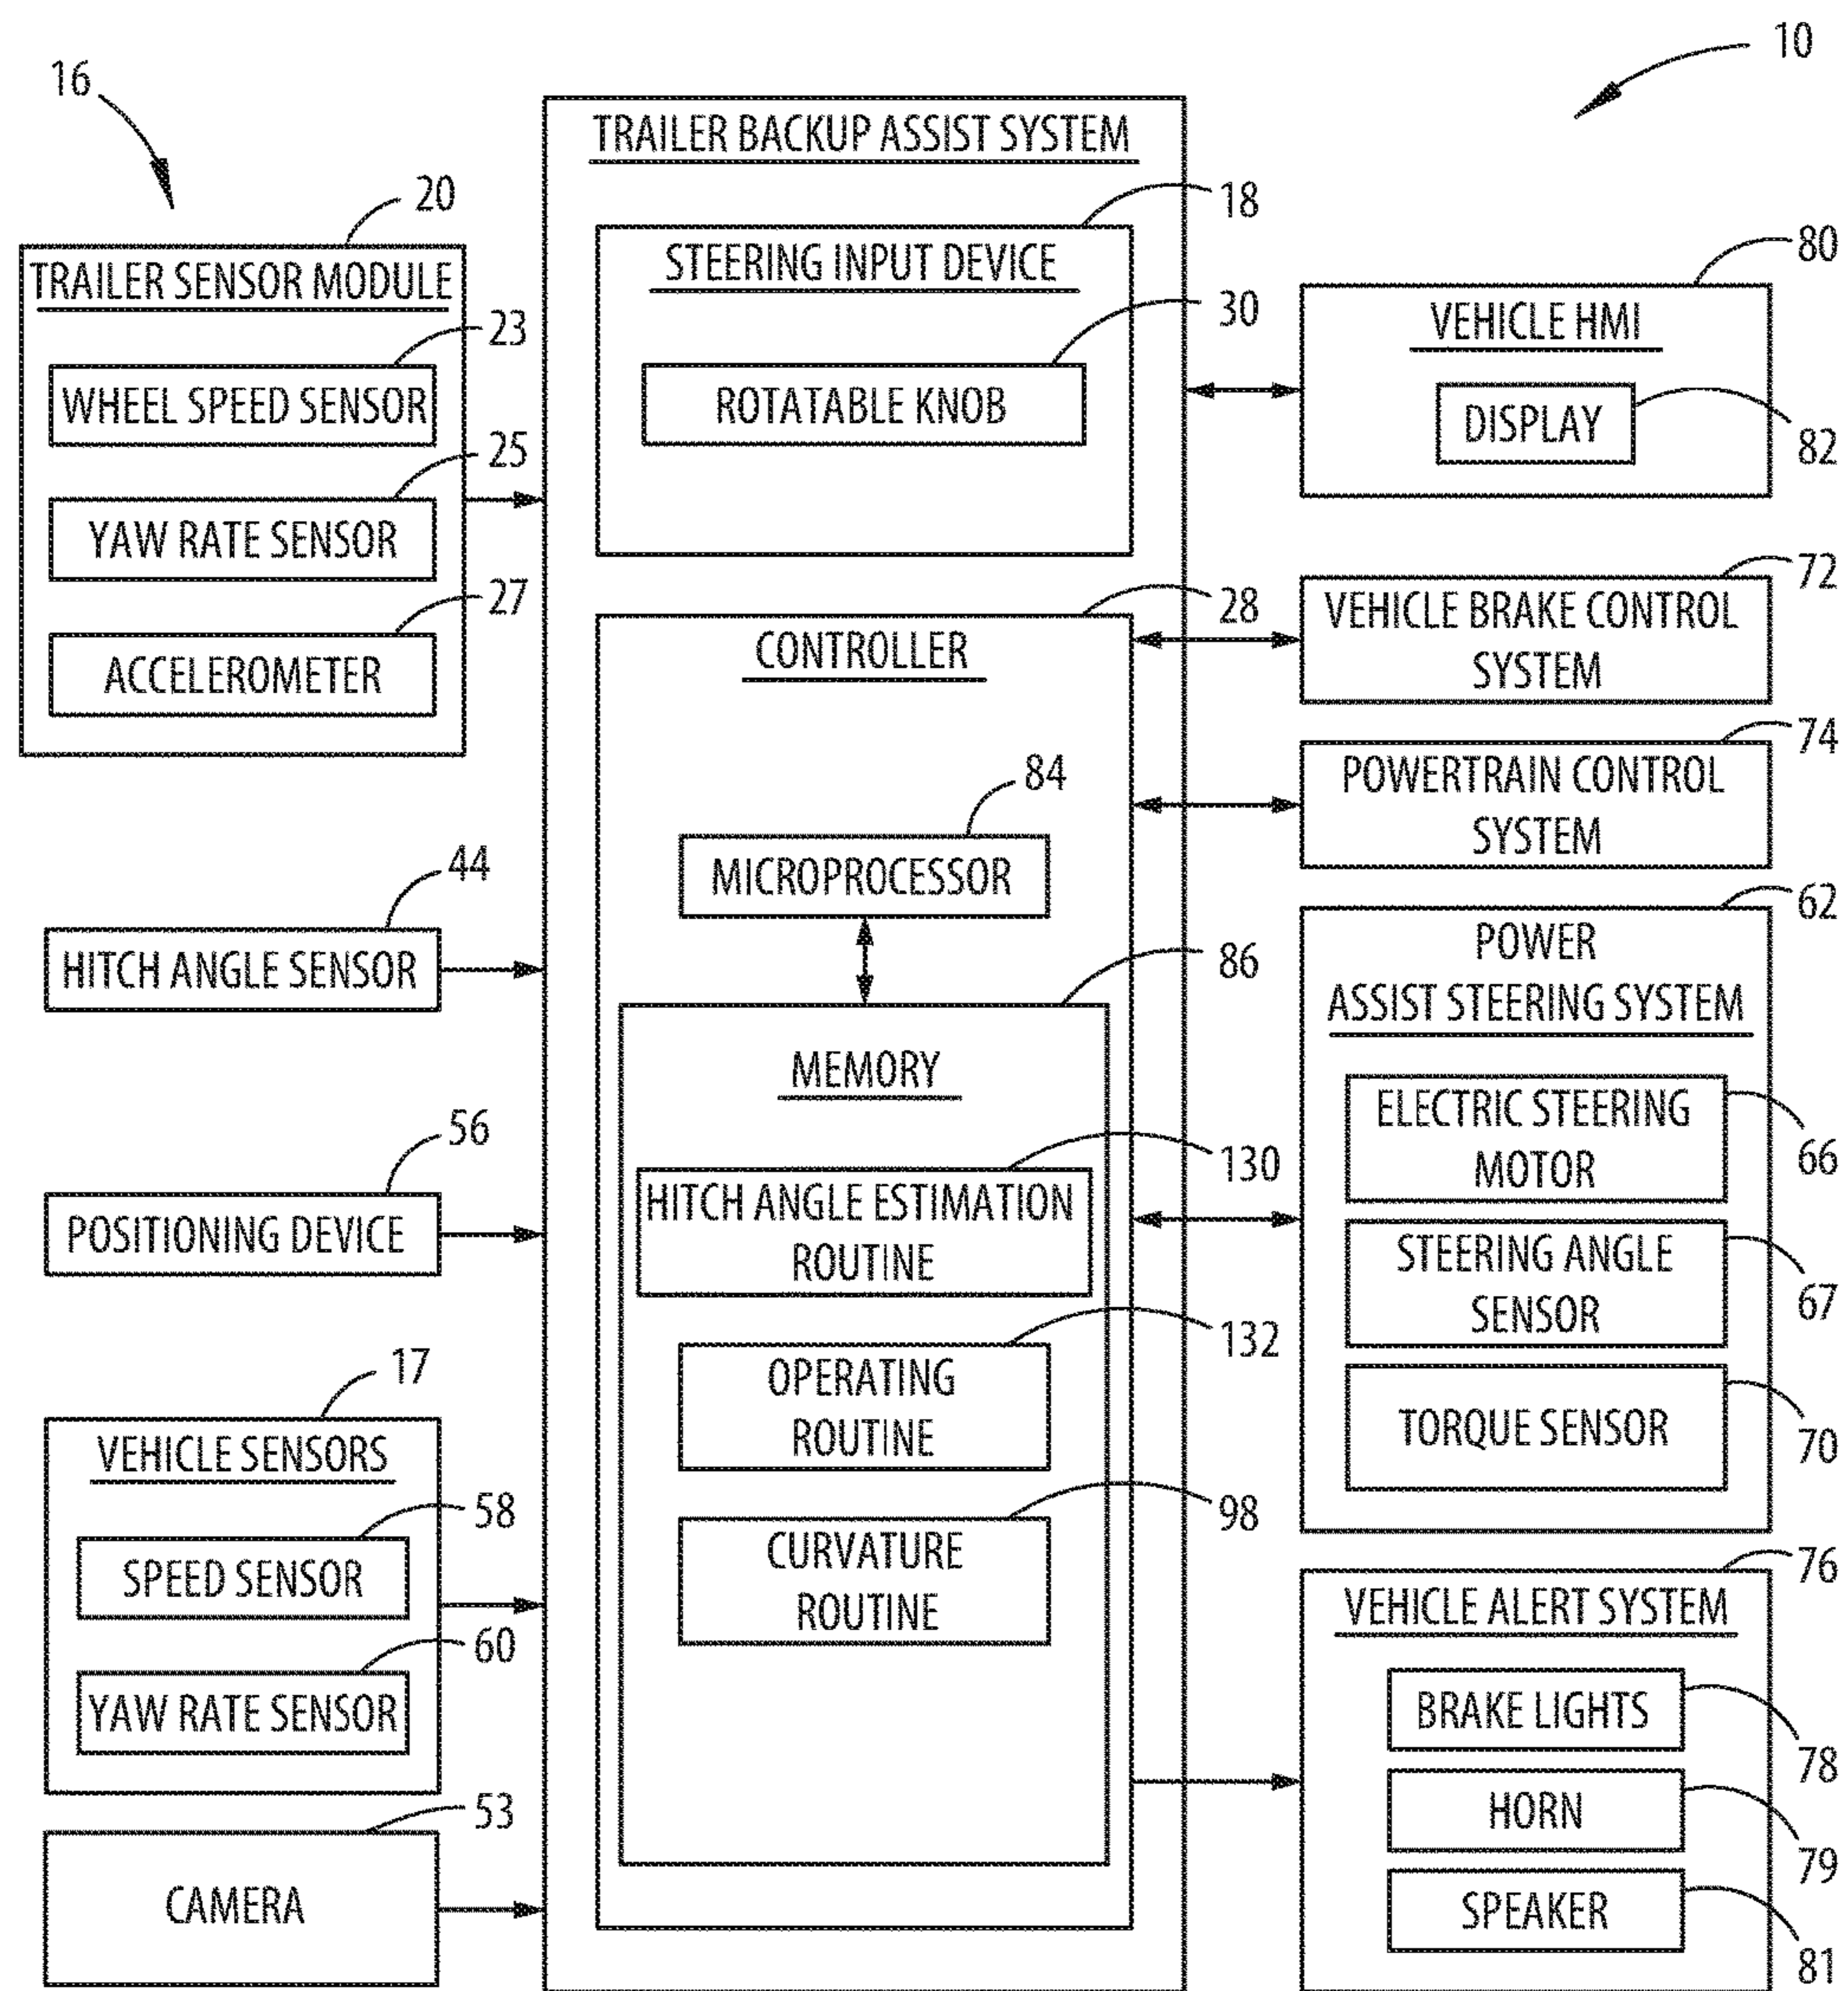 10
16
20
TRAILER SENSOR MODULE
23
WHEEL SPEED SENSOR
25
YAW RATE SENSOR
27
ACCELEROMETER
44
HITCH ANGLE SENSOR
56
POSITIONING DEVICE
17
VEHICLE SENSORS
58
SPEED SENSOR
60
YAW RATE SENSOR
53
CAMERA
TRAILER BACKUP ASSIST SYSTEM
18
STEERING INPUT DEVICE
30
ROTATABLE KNOB
28
CONTROLLER
84
MICROPROCESSOR
86
MEMORY
130
HITCH ANGLE ESTIMATION
ROUTINE
132
OPERATING
ROUTINE
98
CURVATURE
ROUTINE
80
VEHICLE HMI
DISPLAY
82
72
VEHICLE BRAKE CONTROL
SYSTEM
74
POWERTRAIN CONTROL
SYSTEM
62
POWER
ASSIST STEERING SYSTEM
ELECTRIC STEERING
MOTOR
66
STEERING ANGLE
SENSOR
67
TORQUE SENSOR
70
76
VEHICLE ALERT SYSTEM
BRAKE LIGHTS
78
HORN
79
SPEAKER
81